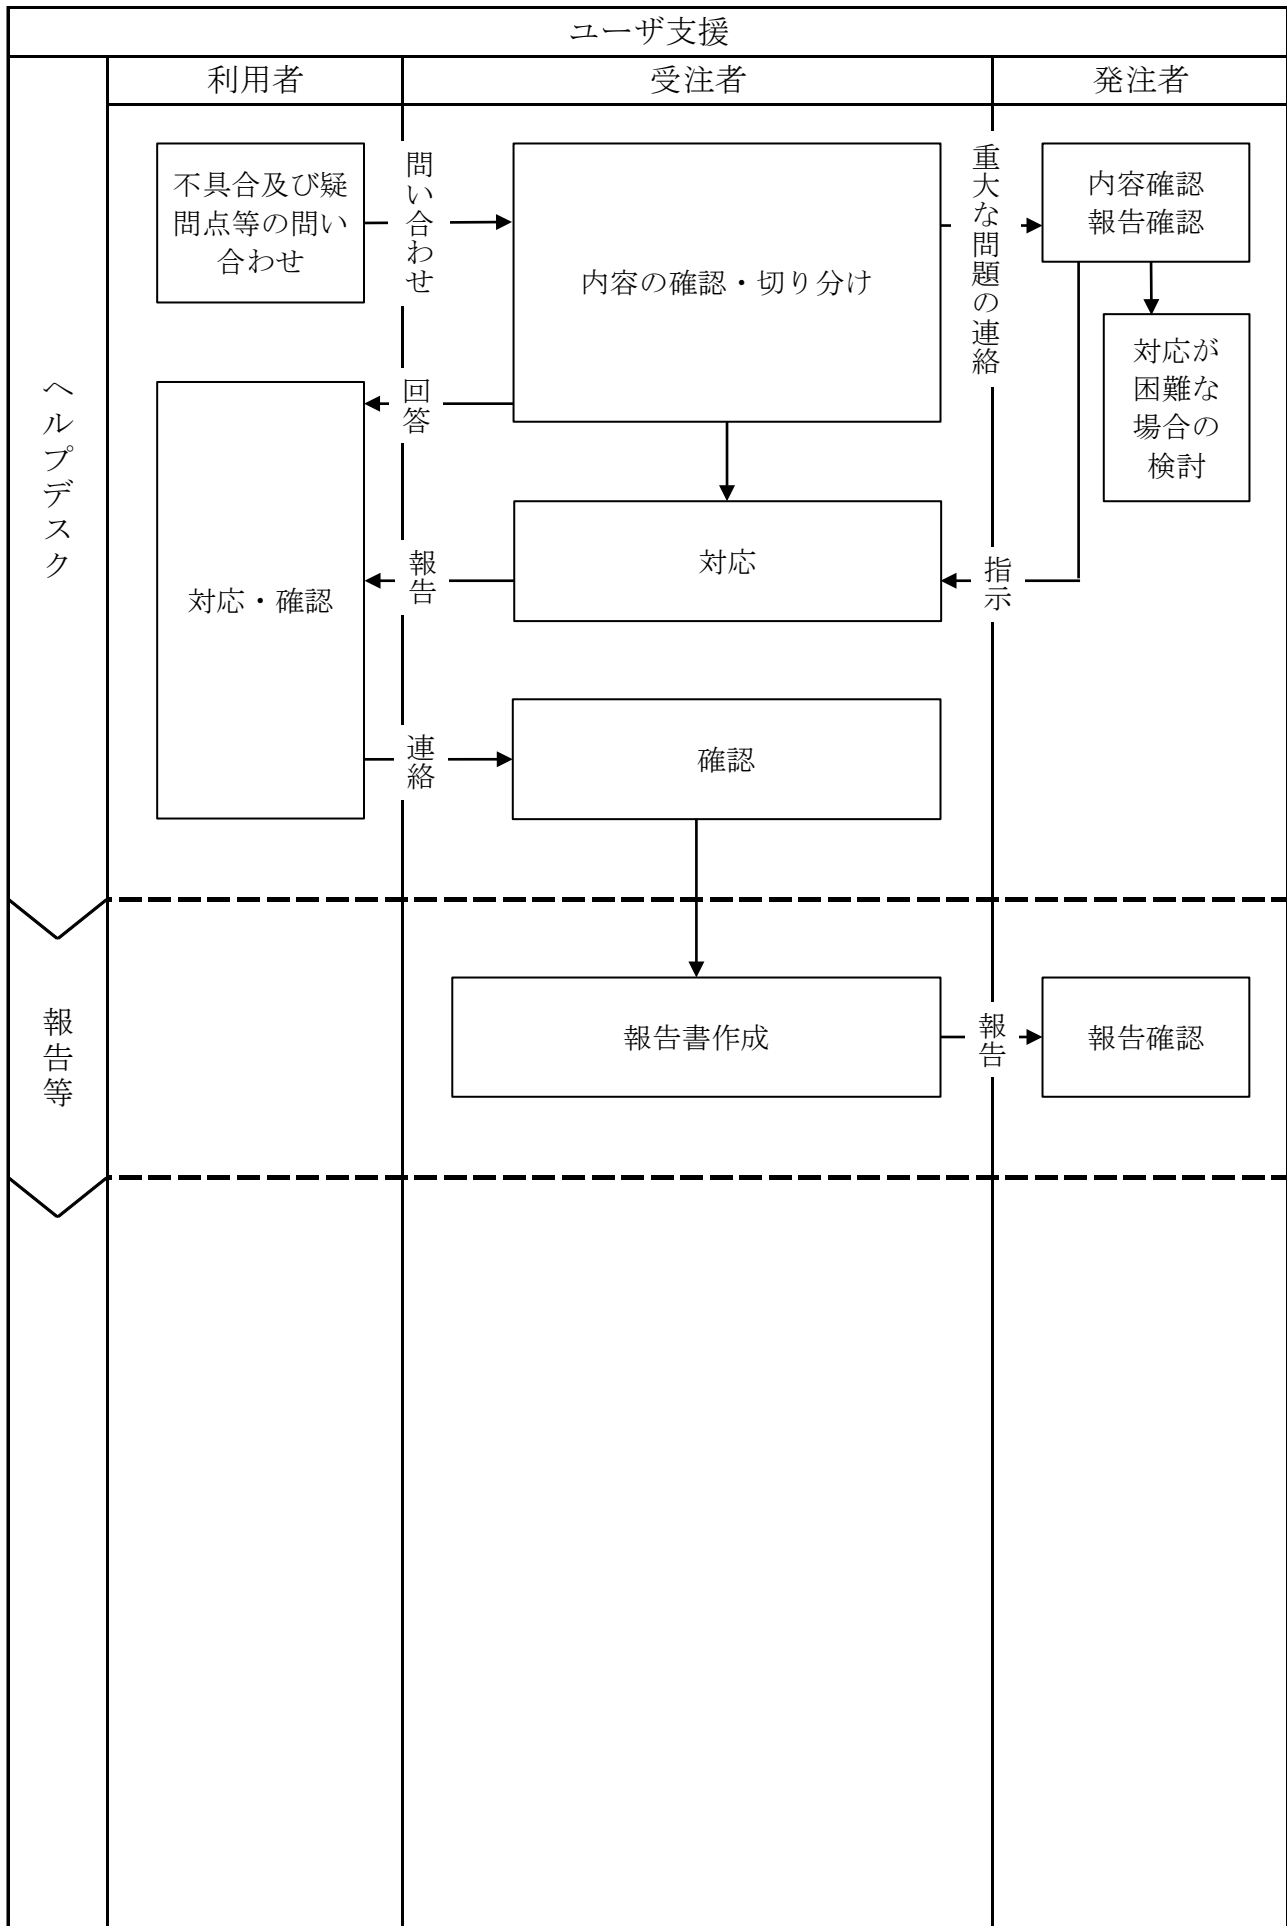 ユーザ支援
利用者
受注者
発注者
ヘルプデスク
不具合及び疑
問点等の問い
合わせ
問い合わせ
内容の確認・切り分け
重大な問題の連絡
内容確認
報告確認
対応が
困難な
場合の
検討
回答
対応・確認
報告
対応
指示
連絡
確認
報告等
報告書作成
報告
報告確認